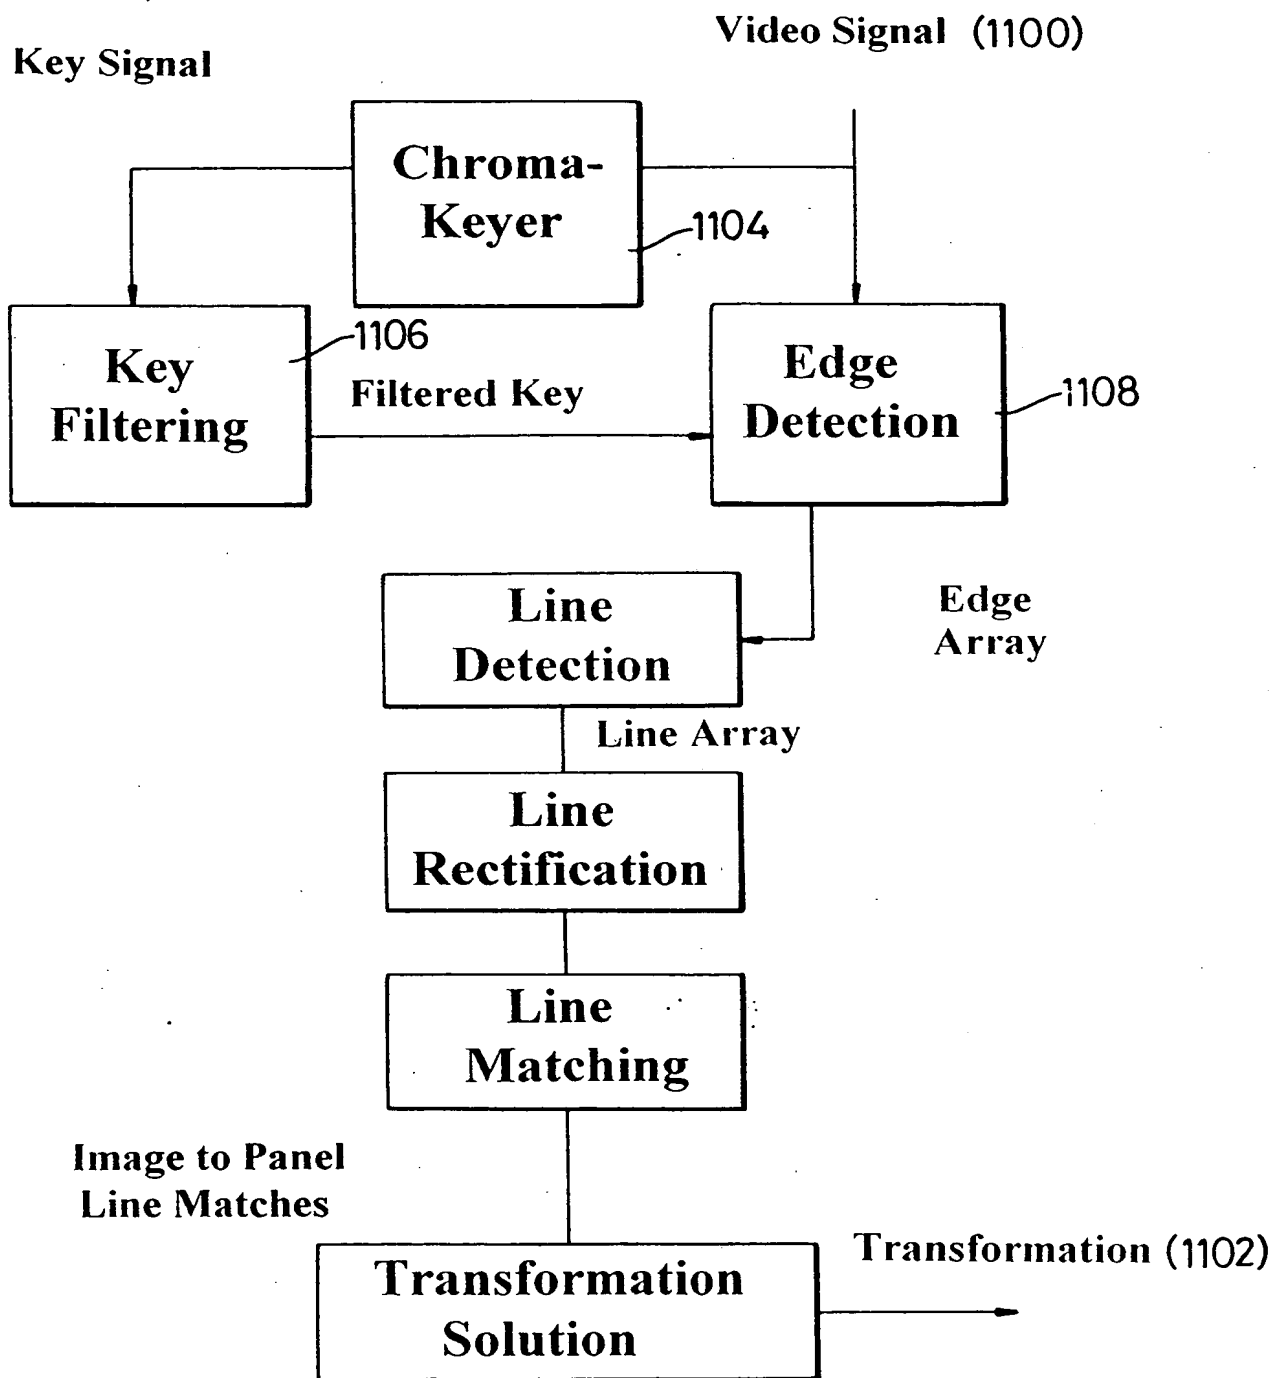 Video Signal (1100)
Key Signal
Chroma-
Keyer
1104
1106
Key
Filtering
Filtered Key
Edge
Detection
1108
Line
Detection
Edge
Array
Line Array
Line
Rectification
Line
Matching
Image to Panel
Line Matches
Transformation (1102)
Transformation
Solution